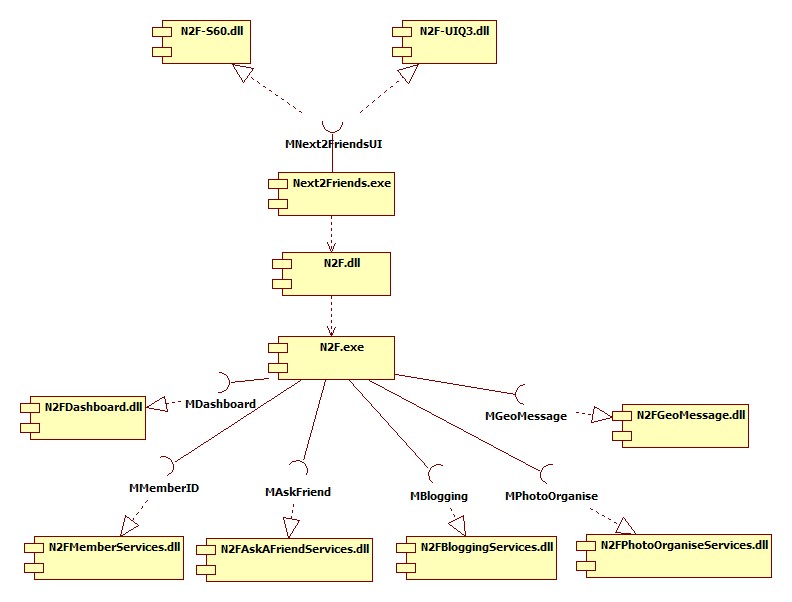 N2F-S60.dll
N2F-UIQ3.dll
MNext2FriendsUI
Next2Friends.exe
N2F.dll
N2F.exe
MDashboard
N2FDashboard.dll
MGeoMessage
N2FGeoMessage.dll
MMemberID
MAskFriend
MBlogging
MPhotoOrganise
N2FMemberServices.dll
N2FAskAFriendServices.dll
N2FBloggingServices.dll
N2FPhotoOrganiseServices.dll